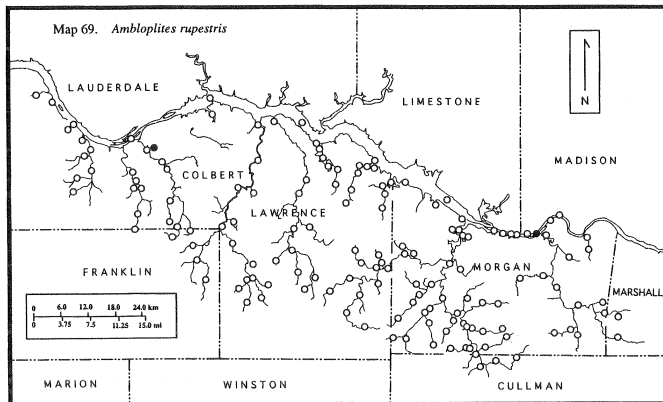 Map 69. Ambloplites rupestris
LAUDERDALE
LIMESTONE
N
MADISON
COLBERT
LAWRENCE
FRANKLIN
MORGAN
MARSHALL
0 6.0 12.0 18.0 24.0 km
0 3.75 7.5 11.25 15.0 mi
MARION
WINSTON
CULLMAN